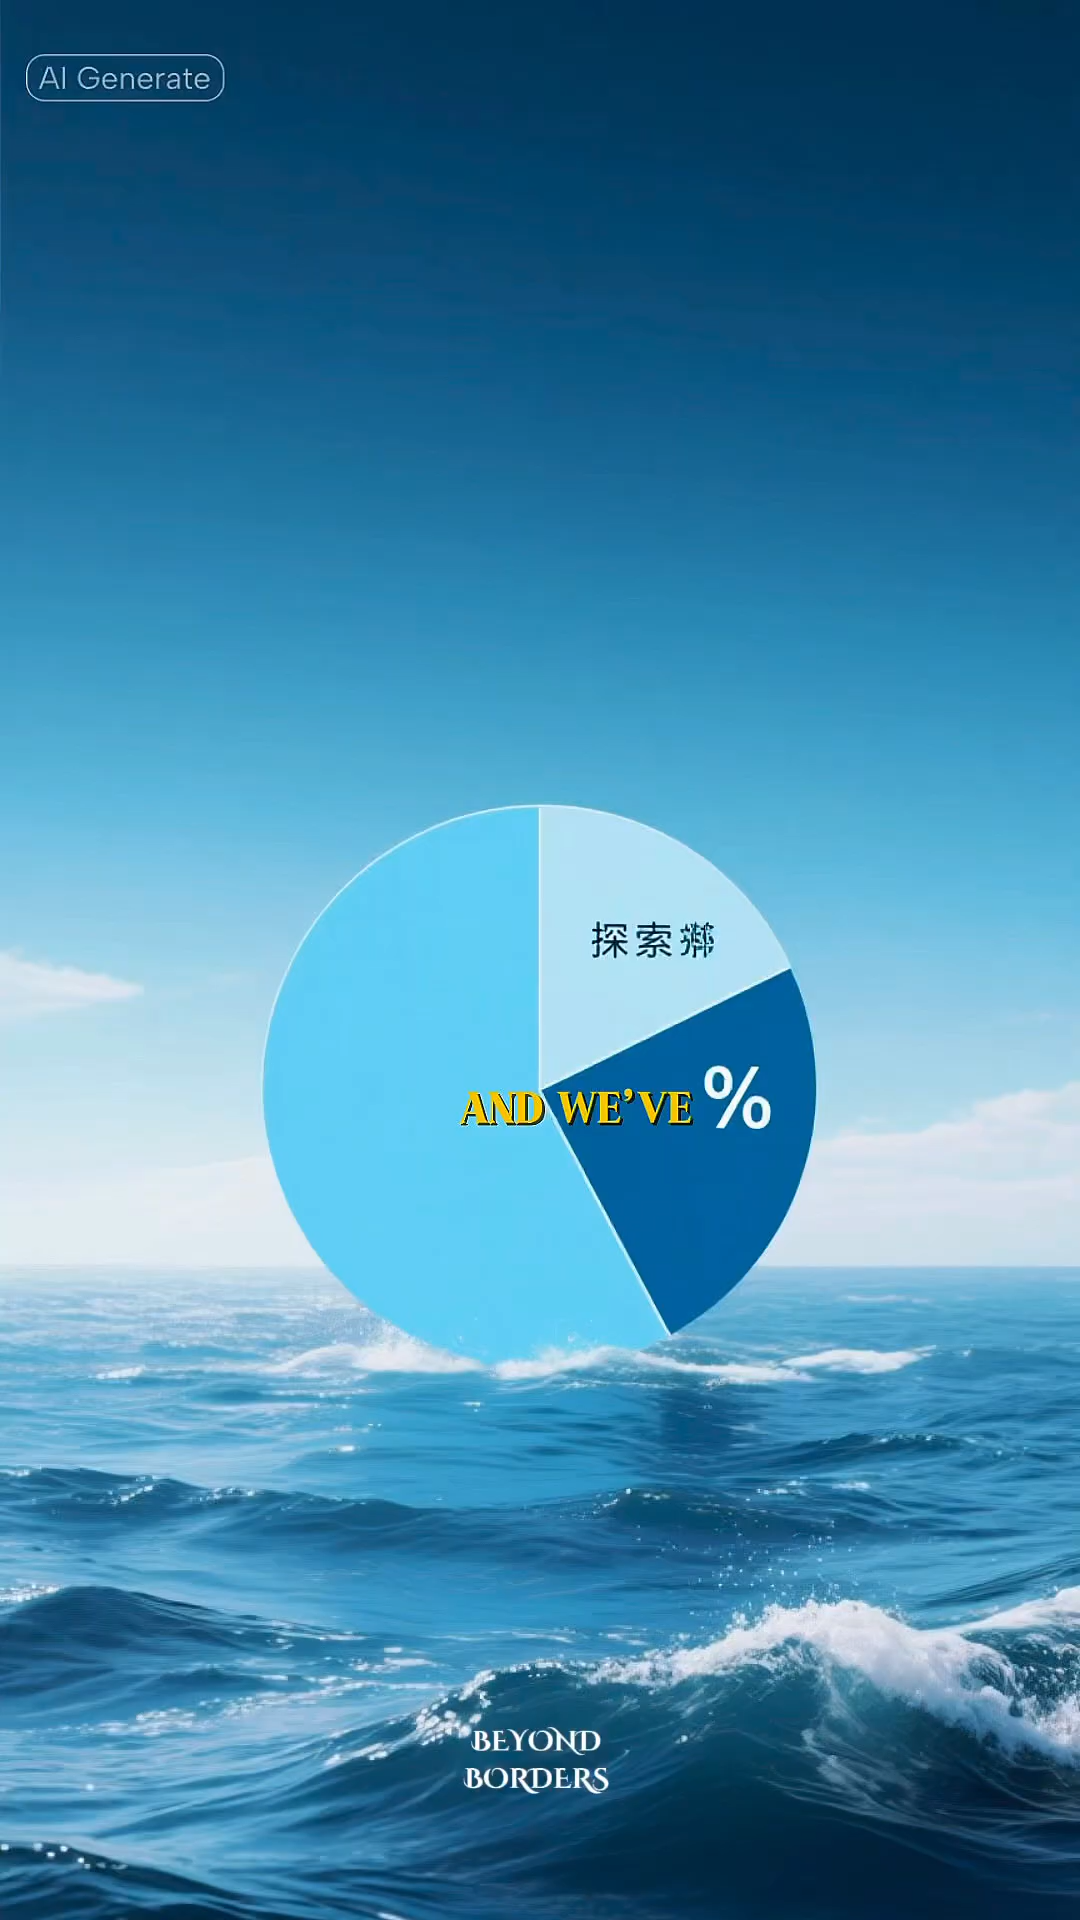 AI Generate
探索
AND WE'VE %
BEYOND
BORDERS